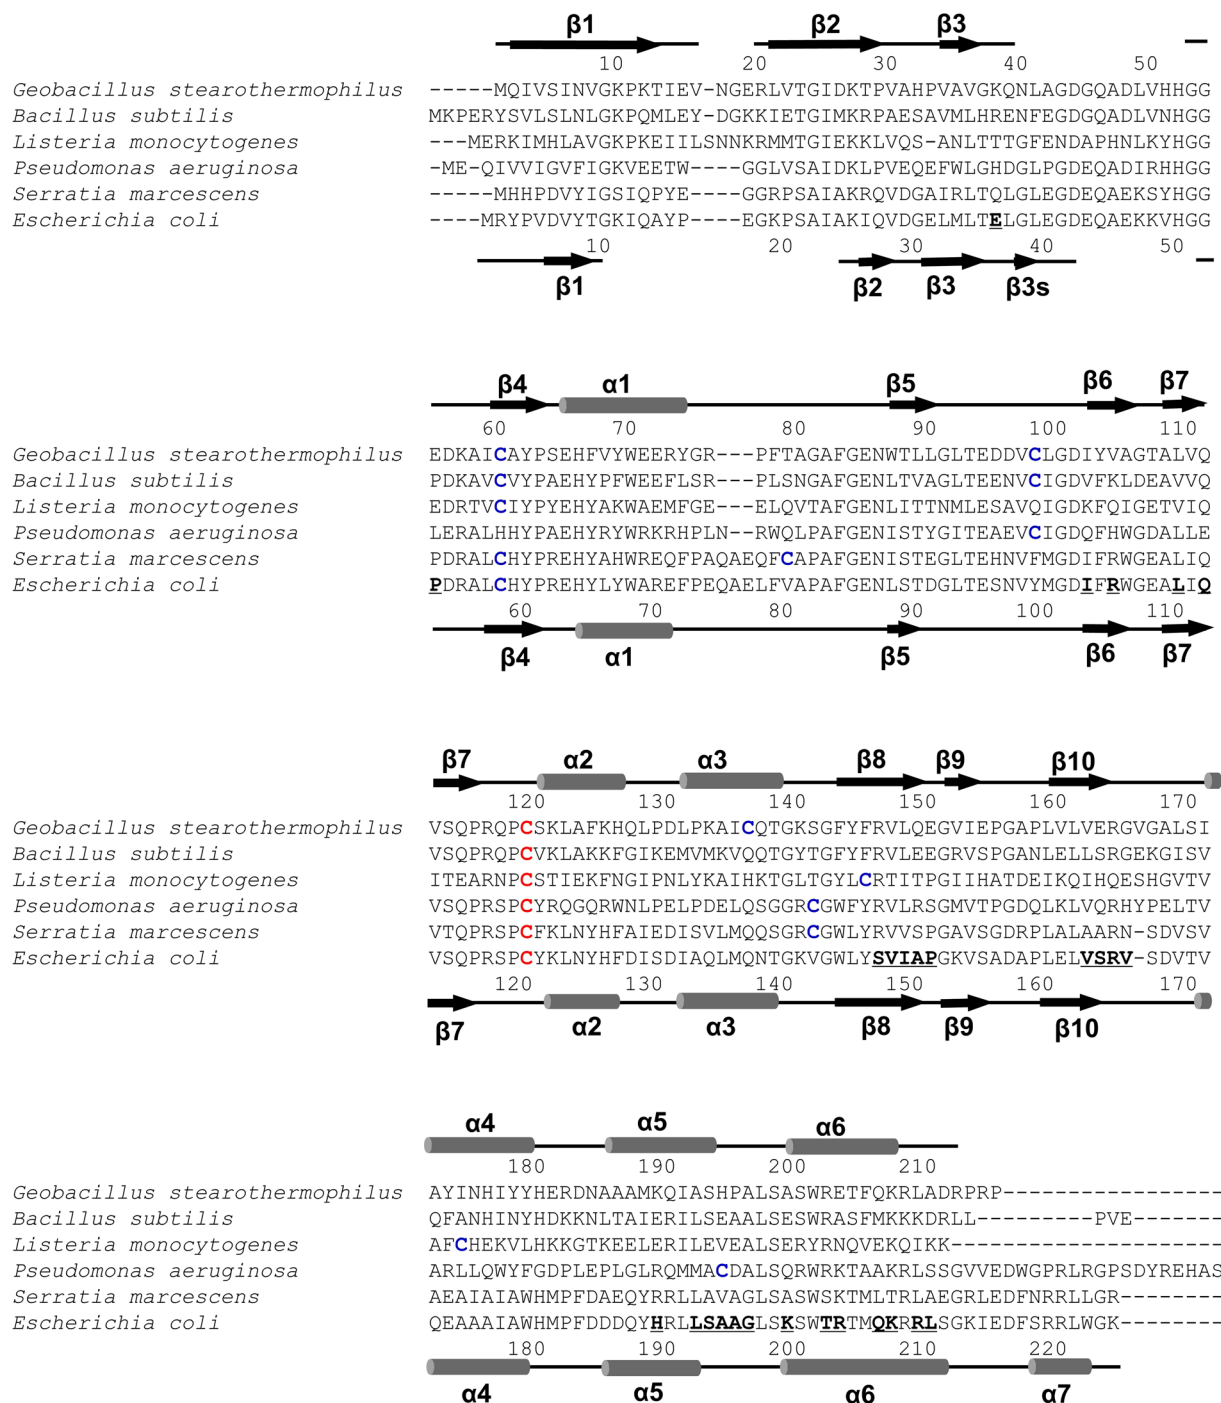 β1 β2 β3
10 20 30 40 50
Geobacillus stearothermophilus -----MQIVSINVGKPKTIEV-NGERLVTGIDKTPVAHPVAVGKQNLAGDGQADLVHHGG
Bacillus subtilis MKPERYSVLSLNLGKPQMLEY-DGKKIETGIMKRPAESAVMLHRENFEGDGQADLVNHGG
Listeria monocytogenes ---MERKIMHLAVGKPKEIILSNNKRMMTGIEKKLVQS-ANLTTTGFENDAPHNLKYHGG
Pseudomonas aeruginosa -ME-QIVVIGVFIGKVEETW----GGLVSAIDKLPVEQEFWLGHDGLPGDEQADIRHHGG
Serratia marcescens -----MHHPDVYIGSIQPYE----GGRPSAIAKRQVDGAIRLTQLGLEGDEQAEKSYHGG
Escherichia coli ----MRYPVDVYTGKIQAYP----EGKPSAIAKIQVDGELMLTELGLEGDEQAEKKVHGG
10 20 30 40 50
β1 β2 β3 β3s
β4 α1 β5 β6 β7
60 70 80 90 100 112
Geobacillus stearothermophilus EDKAICAYPSEHFVYWEERYGR---PFTAGAFGENWTLLGLTEDDVCLGDIYVAGTALVQ
Bacillus subtilis PDKAVCVYPAEHYPFWEEFLSR---PLSNGAFGENLTVAGLTEENVCIGDVFKLDEAVVQ
Listeria monocytogenes EDRTVCIYPYEHYAKWAEMFGE---ELQVTAFGENLITTNMLESAVQIGDKFQIGETVIQ
Pseudomonas aeruginosa LERALHHYPAEHYRYWRKRHPLN--RWQLPAFGENISTYGITEAEVCIGDQFHWGDALLE
Serratia marcescens PDRALCHYPREHYAHWREQFPAQAEQFCAPAFGENISTEGLTEHNVFMGDIFRWGEALIQ
Escherichia coli PDRALCHYPREHYLYWAREFPEQAELFVAPAFGENLSTDGLTESNVYMGDIFRWGEALIQ
60 70 80 90 100 110
β4 α1 β5 β6 β7
β7 α2 α3 β8 β9 β10
120 130 140 150 160 170
Geobacillus stearothermophilus VSQPRQPCSKLAFKHQLPDLPKAICQTGKSGFYFRVLQEGVIEPGAPLVLVERGVGALSI
Bacillus subtilis VSQPRQPCVKLAKKFGIKEMVMKVQQTGYTGFYFRVLEEGRVSPGANLELLSRGEKGISV
Listeria monocytogenes ITEARNPCSTIEKFNGIPNLYKAIHKTGLTGYLCRTITPGIIHATDEIKQIHQESHGVTV
Pseudomonas aeruginosa VSQPRSPCYRQGQRWNLPELPDELQSGGRCGWFYRVLRSGMVTPGDQLKLVQRHYPELTV
Serratia marcescens VTQPRSPCFKLNYHFAIEDISVLMQQSGRCGWLYRVVSPGAVSGDRPLALAARN-SDVSV
Escherichia coli VSQPRSPCYKLNYHFDISDIAQLMQNTGKVGWLYSVIAPGKVSADAPLELVSRV-SDVTV
120 130 140 150 160 170
β7 α2 α3 β8 β9 β10
α4 α5 α6
180 190 200 210
Geobacillus stearothermophilus AYINHIYYHERDNAAAMKQIASHPALSASWRETFQKRLADRPRP-----------------
Bacillus subtilis QFANHINYHDKKNLTAIERILSEAALSESWRASFMKKKDRLL---------PVE-------
Listeria monocytogenes AFCHEKVLHKKGTKEELERILEVEALSERYRNQVEKQIKK---------------------
Pseudomonas aeruginosa ARLLQWYFGDPLEPLGLRQMMACDALSQRWRKTAAKRLSSGVVEDWGPRLRGPSDYREHAS
Serratia marcescens AEAIAIAWHMPFDAEQYRRLLAVAGLSASWSKTMLTRLAEGRLEDFNRRLLGR--------
Escherichia coli QEAAAIAWHMPFDDDQYHRLLSAAGLSKSWTRTMQKRRLSGKIEDFSRRLWGK--------
180 190 200 210 220
α4 α5 α6 α7